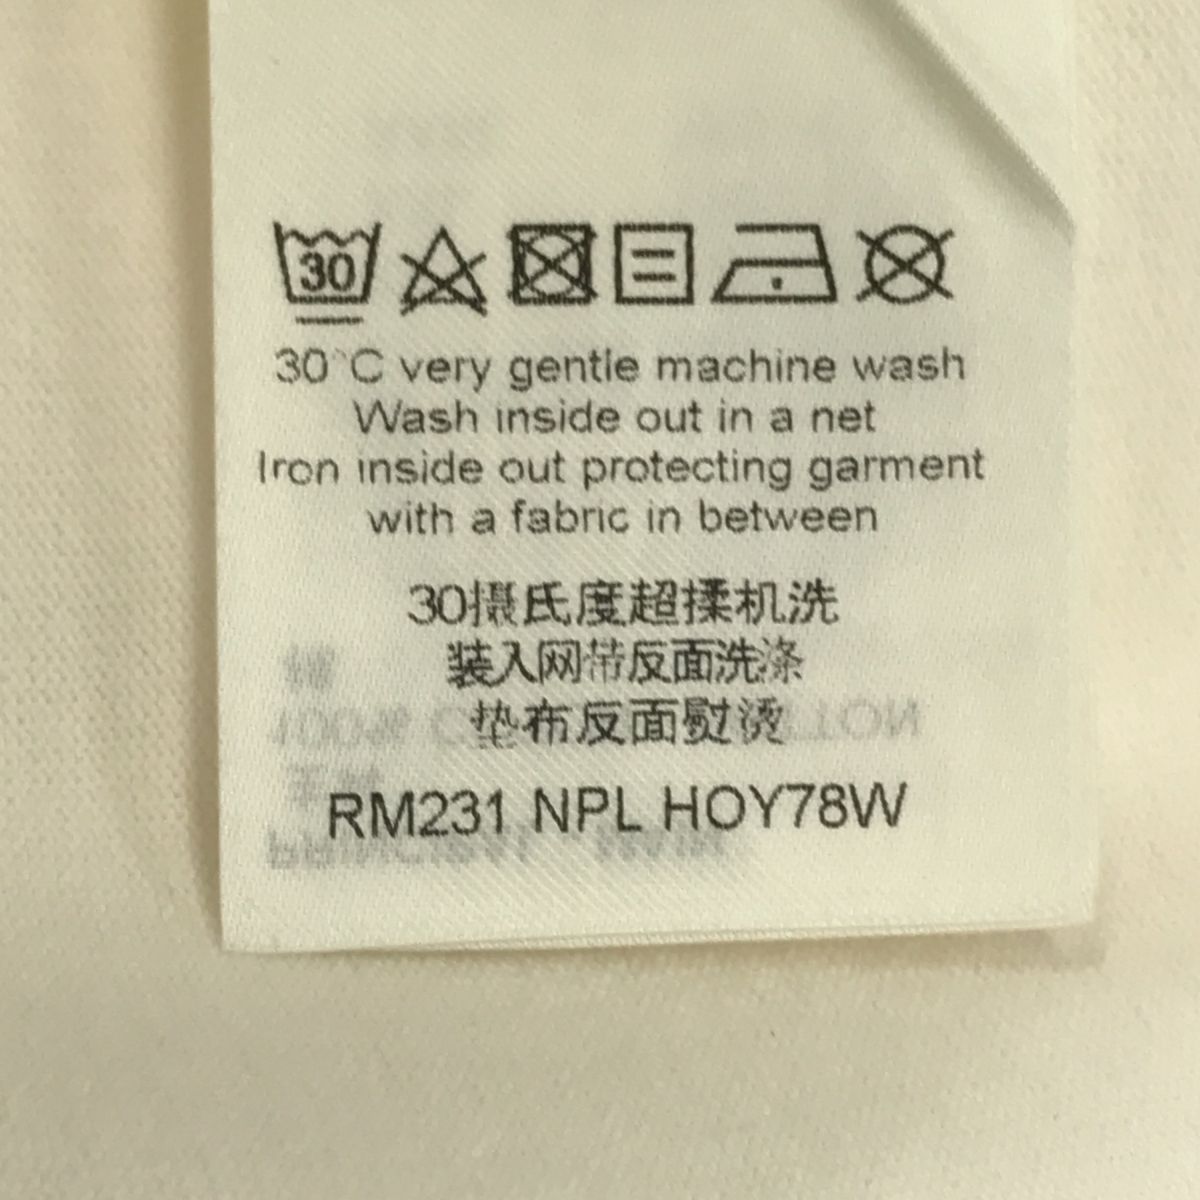 30
30°C very gentle machine wash
Wash inside out in a net
Iron inside out protecting garment
with a fabric in between
30摄氏度超揉机洗
装入网带反面洗涤
垫布反面熨烫
RM231 NPL HOY78W